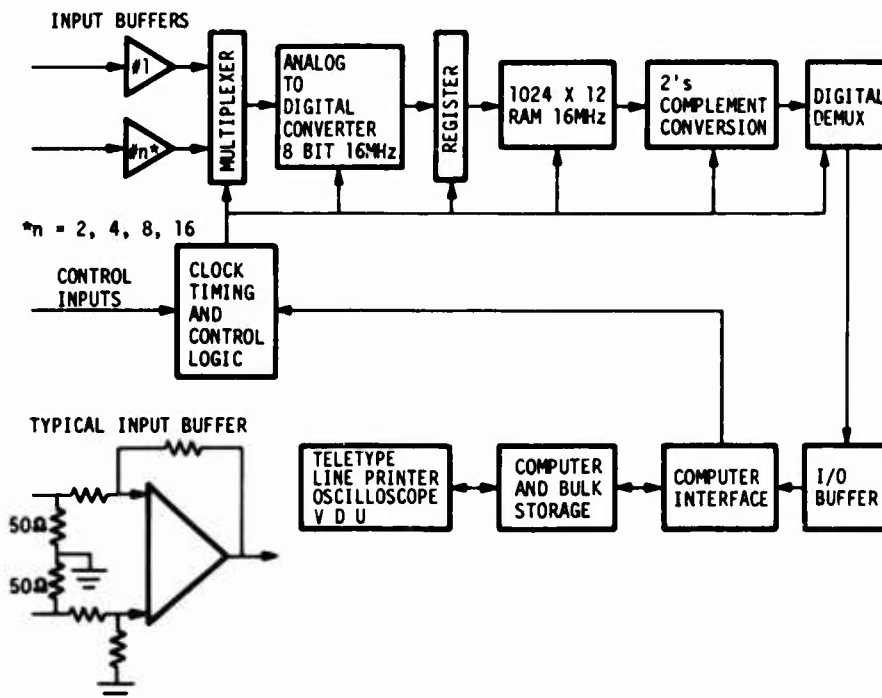 INPUT BUFFERS
#1
#n*
MULTIPLEXER
ANALOG
TO
DIGITAL
CONVERTER
8 BIT 16MHz
REGISTER
1024 X 12
RAM 16MHz
2's
COMPLEMENT
CONVERSION
DIGITAL
DEMUX
*n = 2, 4, 8, 16
CONTROL
INPUTS
CLOCK
TIMING
AND
CONTROL
LOGIC
TYPICAL INPUT BUFFER
50Ω
50Ω
TELETYPE
LINE PRINTER
OSCILLOSCOPE
V D U
COMPUTER
AND BULK
STORAGE
COMPUTER
INTERFACE
I/O
BUFFER